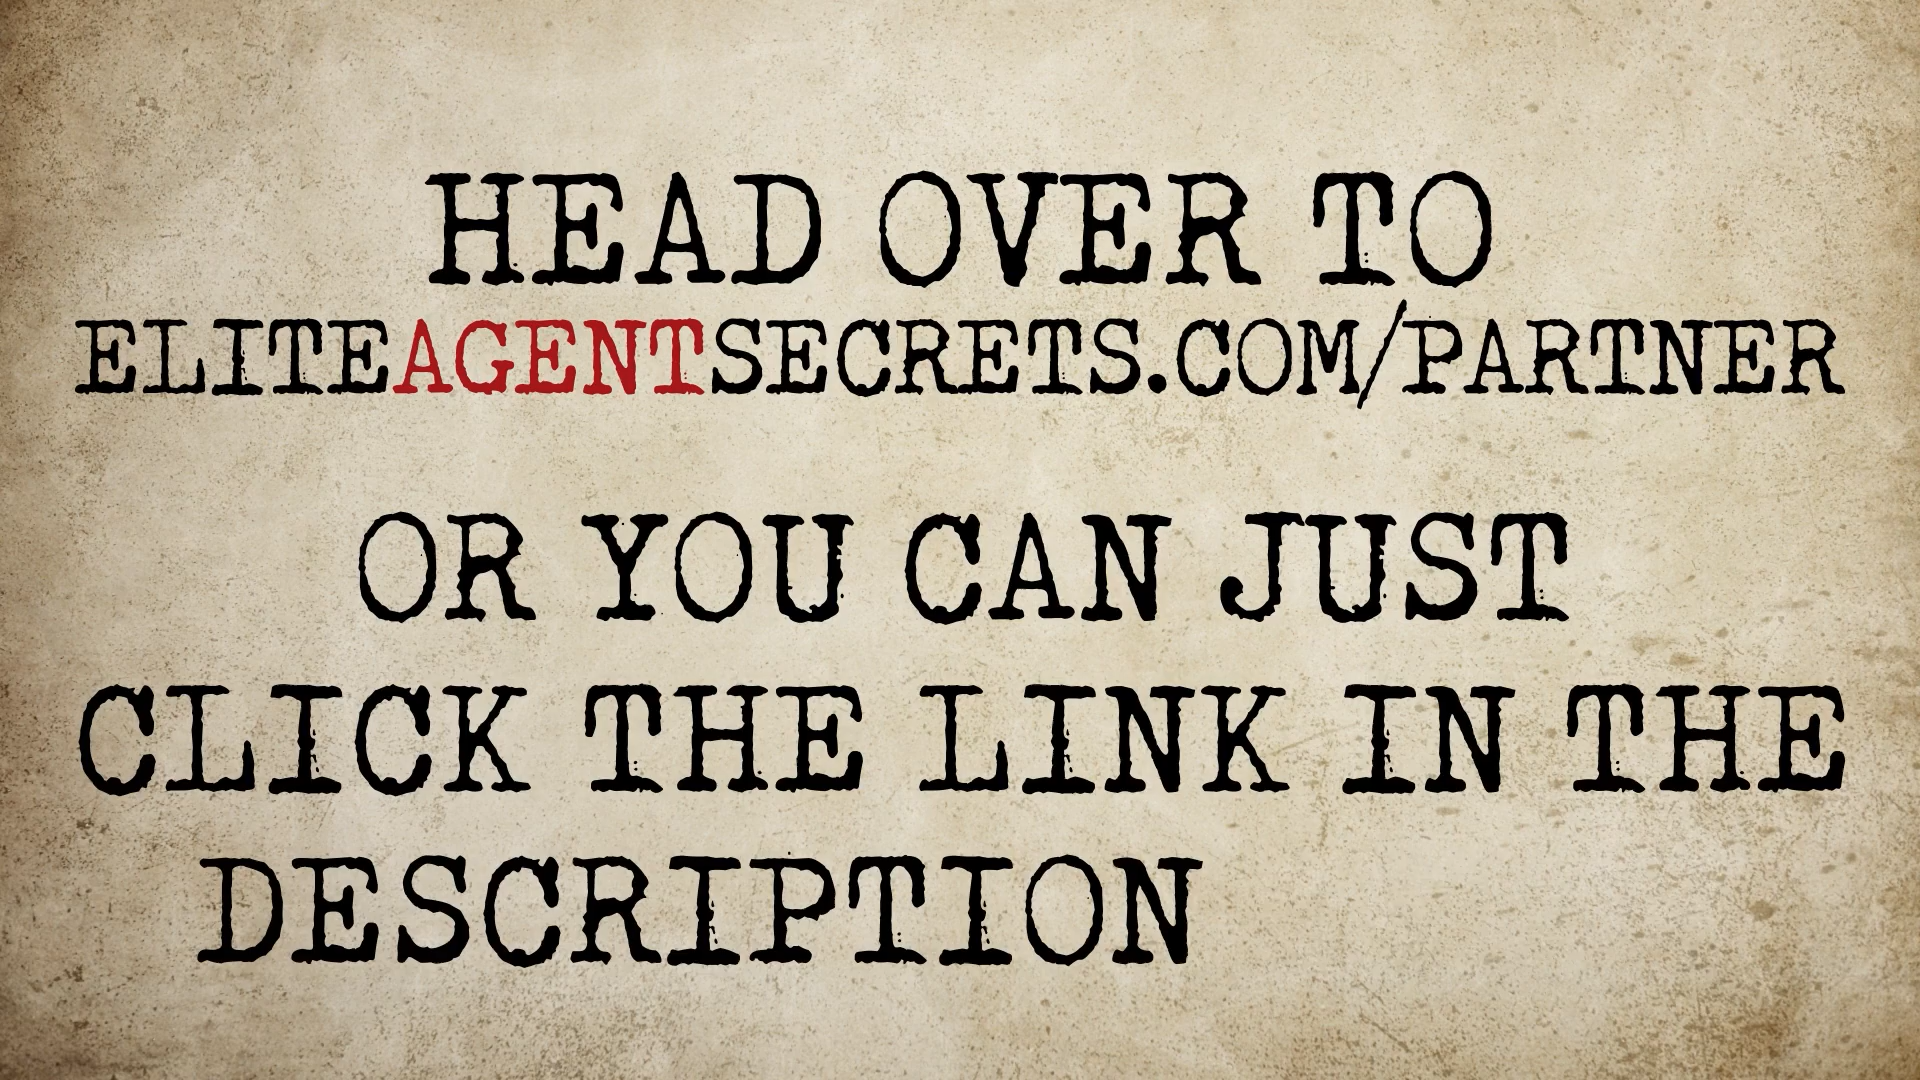 HEAD OVER TO
ELITEAGENTSECRETS.COM/PARTNER
OR YOU CAN JUST
CLICK THE LINK IN THE
DESCRIPTION